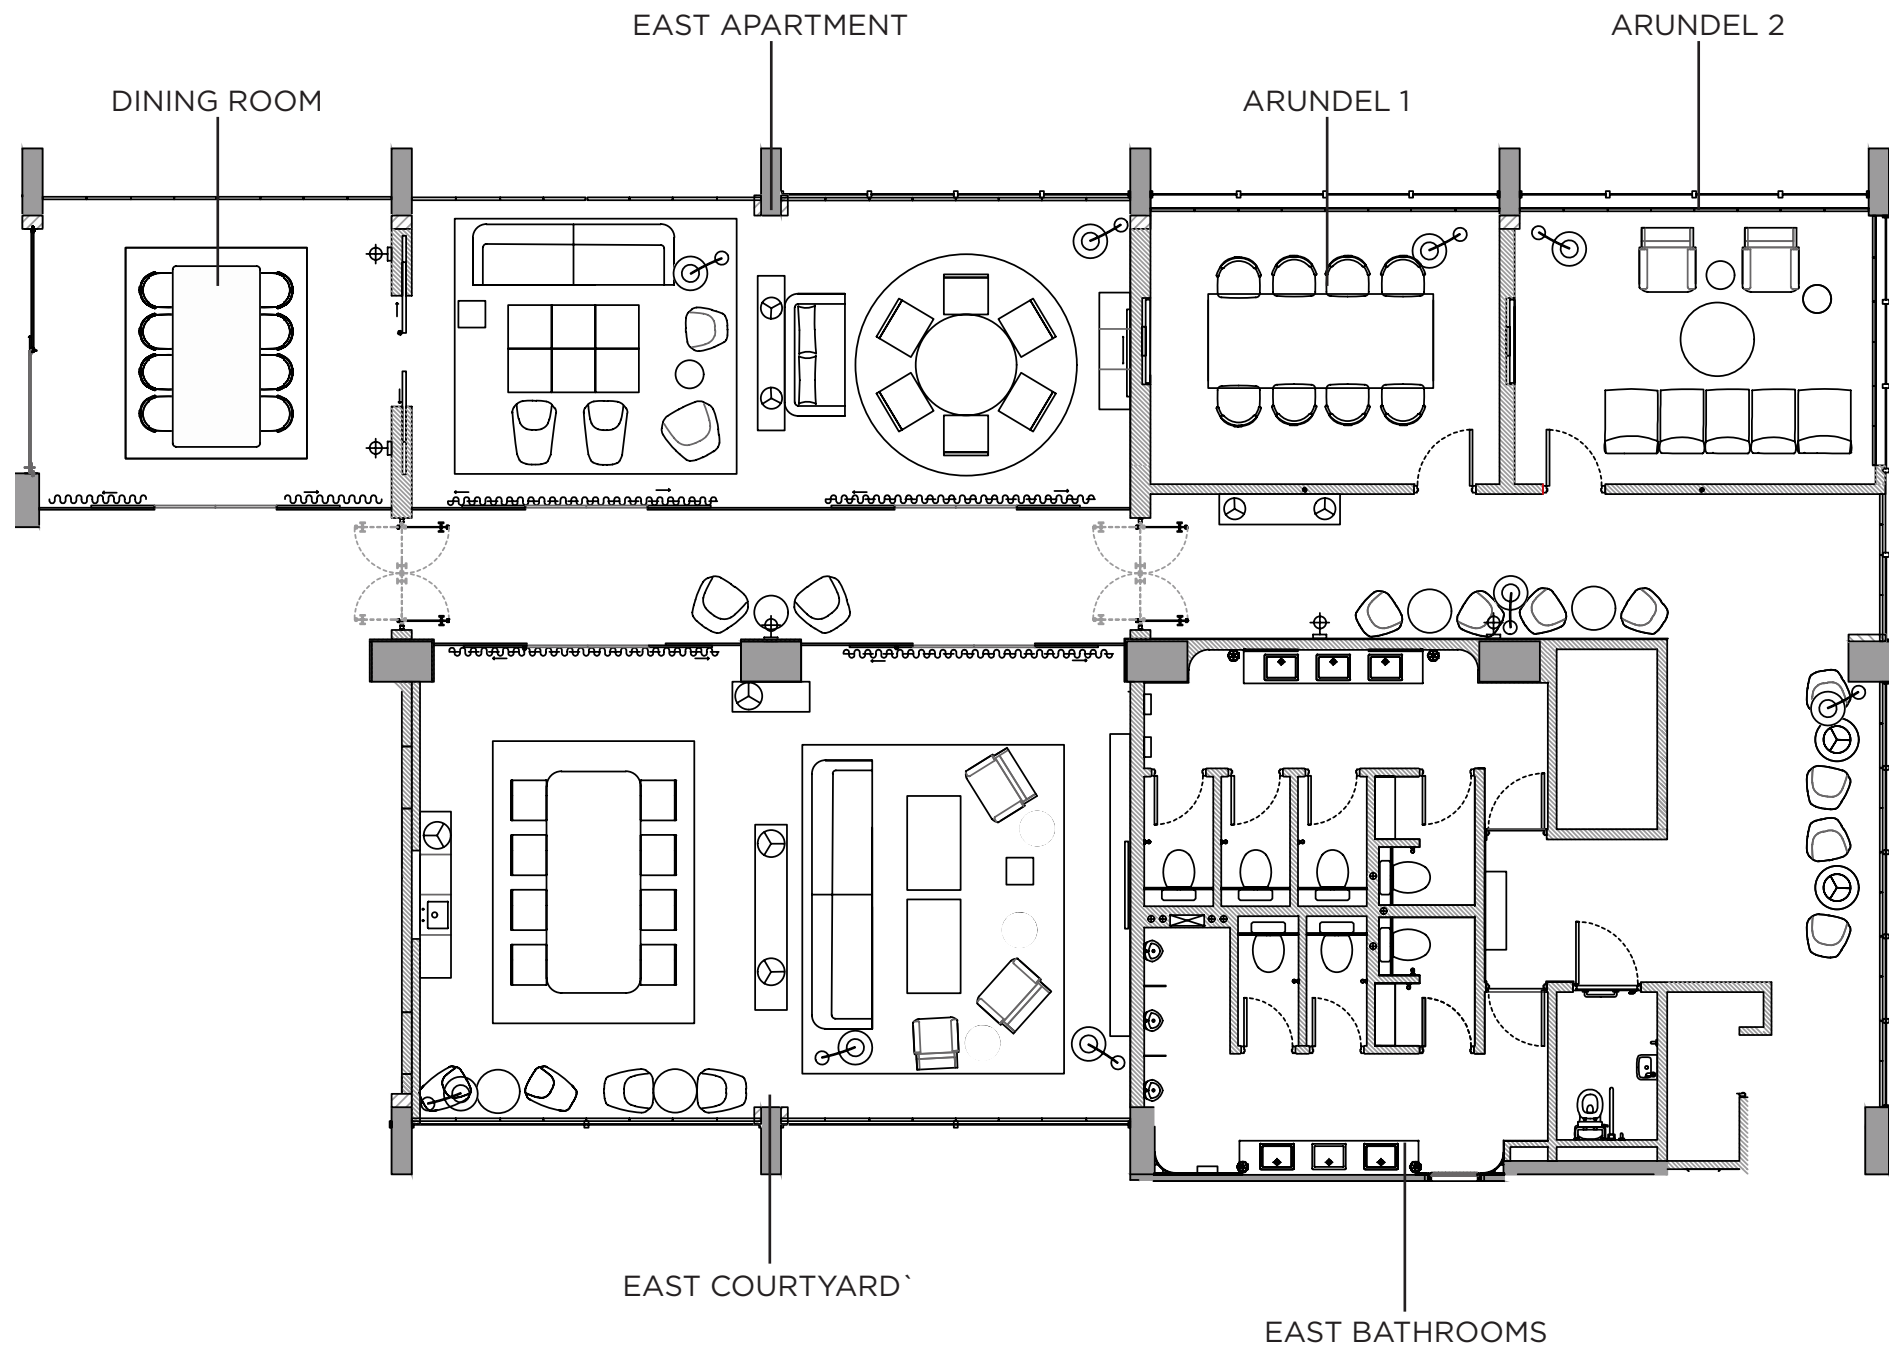 EAST APARTMENT
ARUNDEL 2
DINING ROOM
ARUNDEL 1
EAST COURTYARD`
EAST BATHROOMS